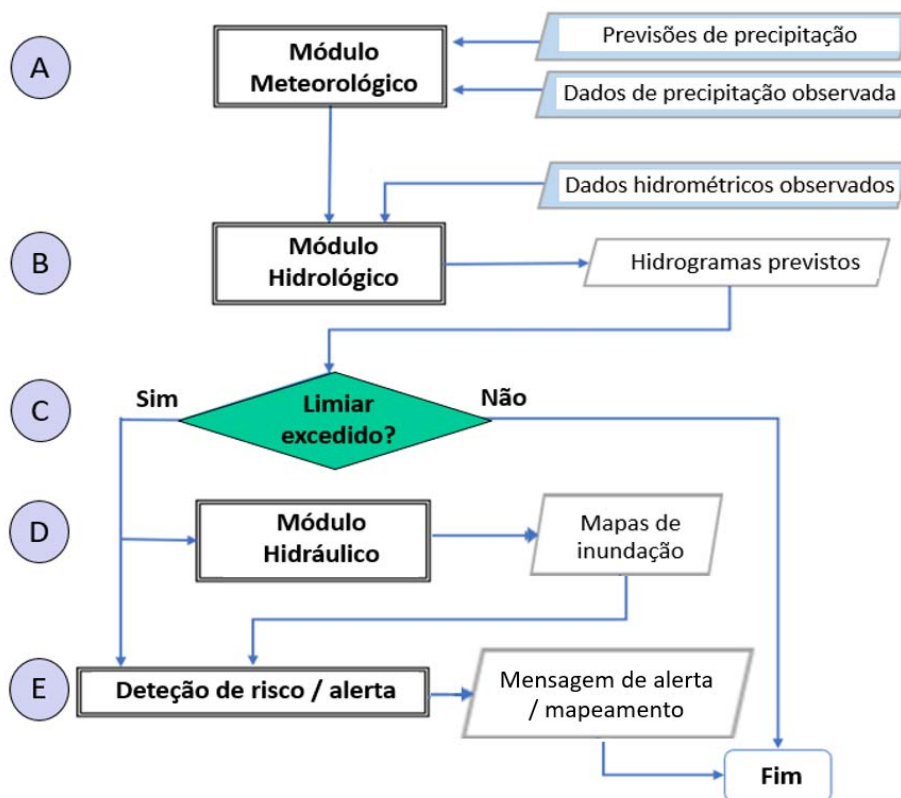 A
Módulo
Meteorológico
Previsões de precipitação
Dados de precipitação observada
Dados hidrométricos observados
B
Módulo
Hidrológico
Hidrogramas previstos
C
Sim
Limiar
excedido?
Não
D
Módulo
Hidráulico
Mapas de
inundação
E
Deteção de risco / alerta
Mensagem de alerta
/ mapeamento
Fim